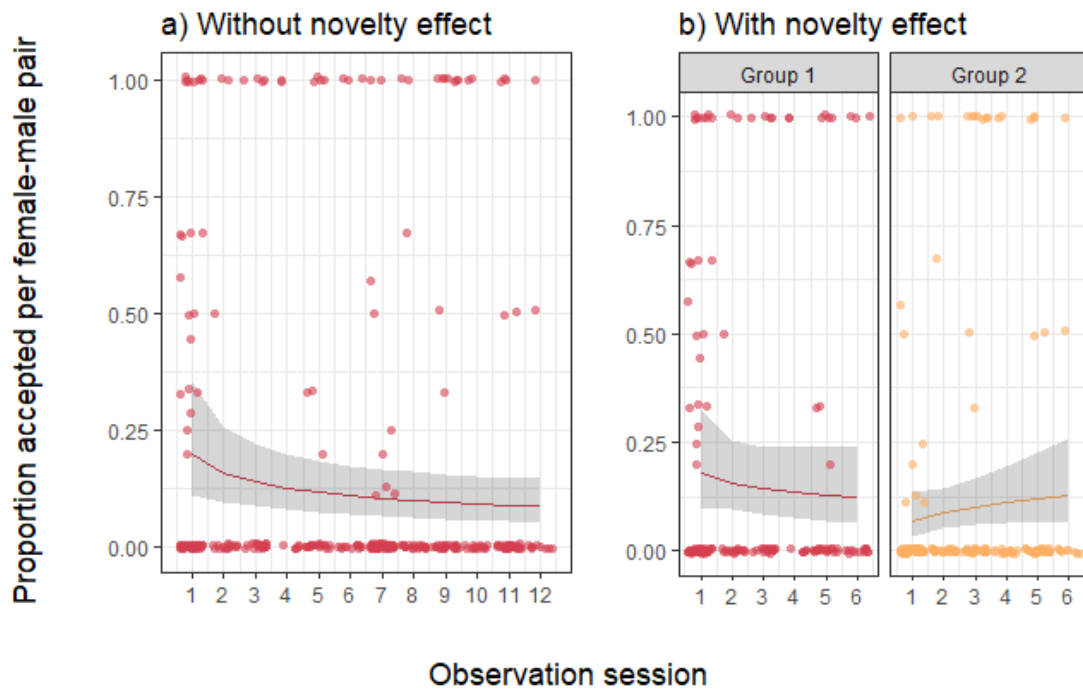 a) Without novelty effect
b) With novelty effect
Group 1
Group 2
Proportion accepted per female-male pair
1.00
0.75
0.50
0.25
0.00
1 2 3 4 5 6 7 8 9 10 11 12
1.00
0.75
0.50
0.25
0.00
1 2 3 4 5 6
1 2 3 4 5 6
Observation session